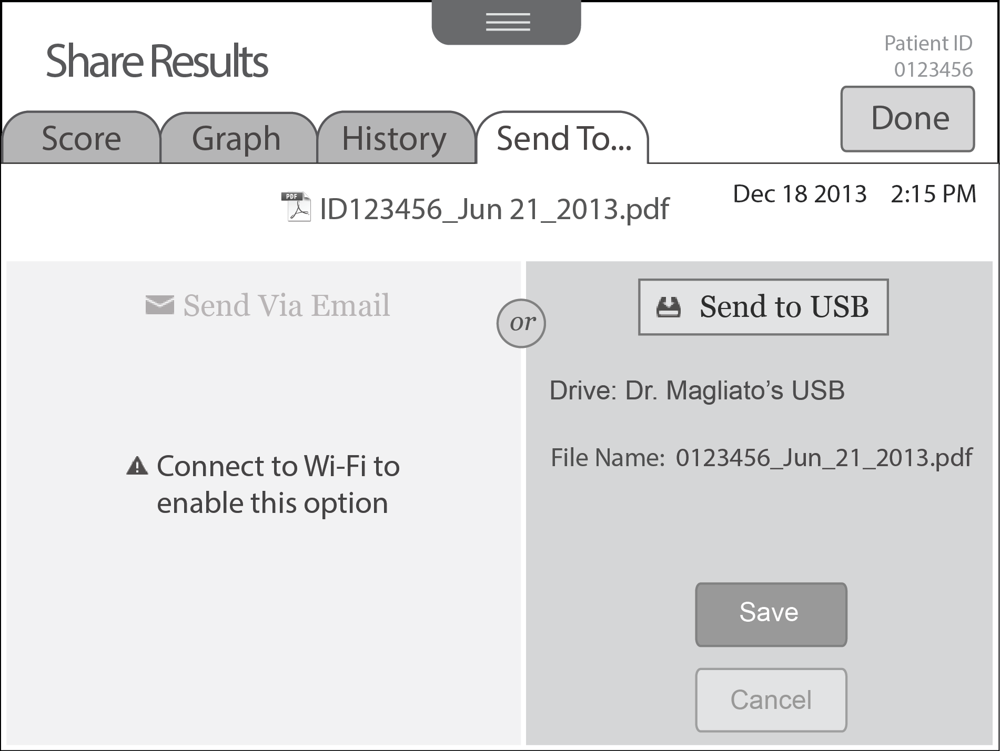 Share Results
Patient ID
0123456
Done
Score
Graph
History
Send To...
Dec 18 2013 2:15 PM
PDF
ID123456_Jun 21_2013.pdf
Send Via Email
or
Send to USB
Drive: Dr. Magliato’s USB
File Name: 0123456_Jun_21_2013.pdf
Connect to Wi-Fi to
enable this option
Save
Cancel